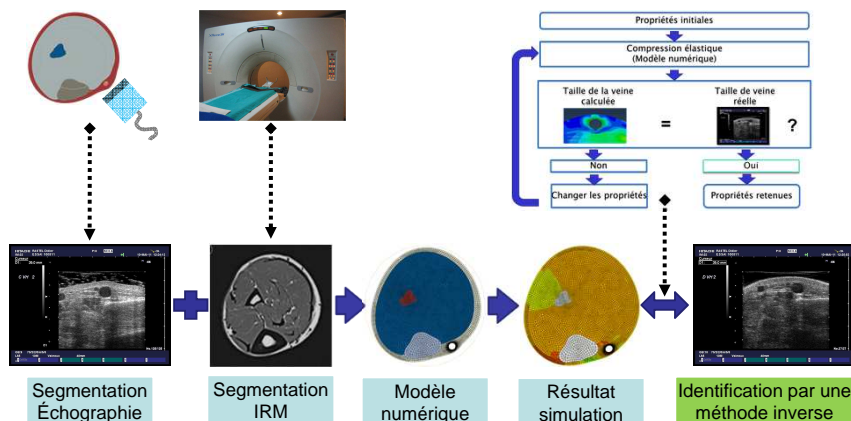 Propriétés initiales
Compression élastique
(Modèle numérique)
Taille de la veine
calculée
Taille de veine
réelle
=
?
Non
Oui
Changer les propriétés
Propriétés retenues
Segmentation
Échographie
Segmentation
IRM
Modèle
numérique
Résultat
simulation
Identification par une
méthode inverse